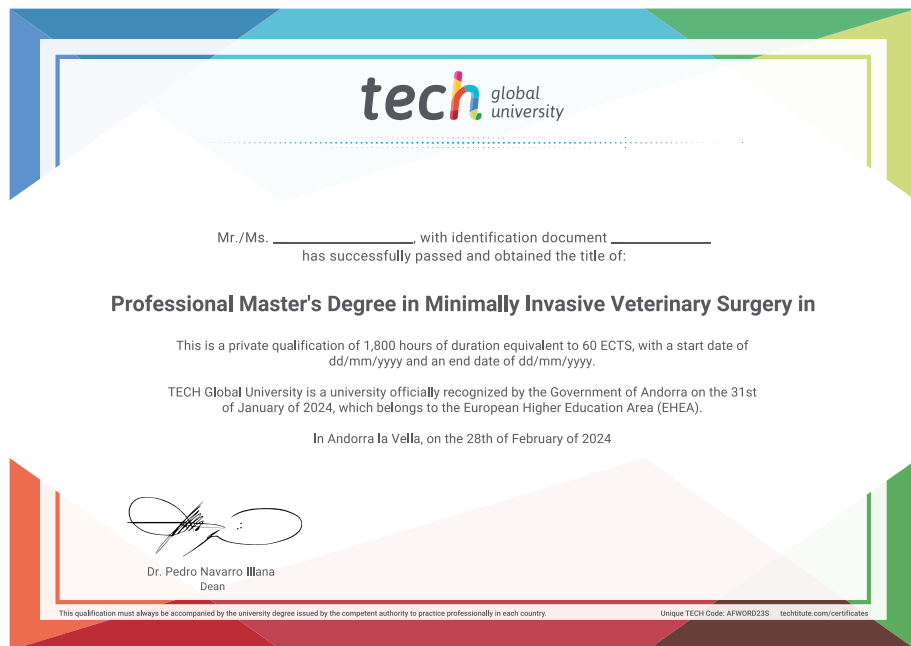 tech global
university
Mr./Ms. ____________, with identification document ____________
has successfully passed and obtained the title of:
Professional Master's Degree in Minimally Invasive Veterinary Surgery in
This is a private qualification of 1,800 hours of duration equivalent to 60 ECTS, with a start date of
dd/mm/yyyy and an end date of dd/mm/yyyy.
TECH Global University is a university officially recognized by the Government of Andorra on the 31st
of January of 2024, which belongs to the European Higher Education Area (EHEA).
In Andorra la Vella, on the 28th of February of 2024
Dr. Pedro Navarro Illana
Dean
This qualification must always be accompanied by the university degree issued by the competent authority to practice professionally in each country. Unique TECH Code: AFWORD23S techtitute.com/certificates